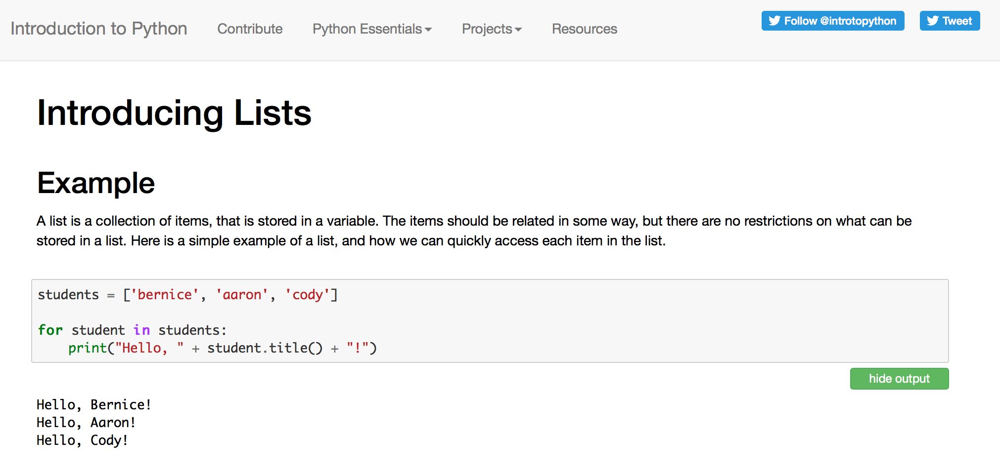 Introduction to Python Contribute Python Essentials Projects Resources Follow @introtopython Tweet
Introducing Lists
Example
A list is a collection of items, that is stored in a variable. The items should be related in some way, but there are no restrictions on what can be
stored in a list. Here is a simple example of a list, and how we can quickly access each item in the list.
students = ['bernice', 'aaron', 'cody']
for student in students:
    print("Hello, " + student.title() + "!")
hide output
Hello, Bernice!
Hello, Aaron!
Hello, Cody!